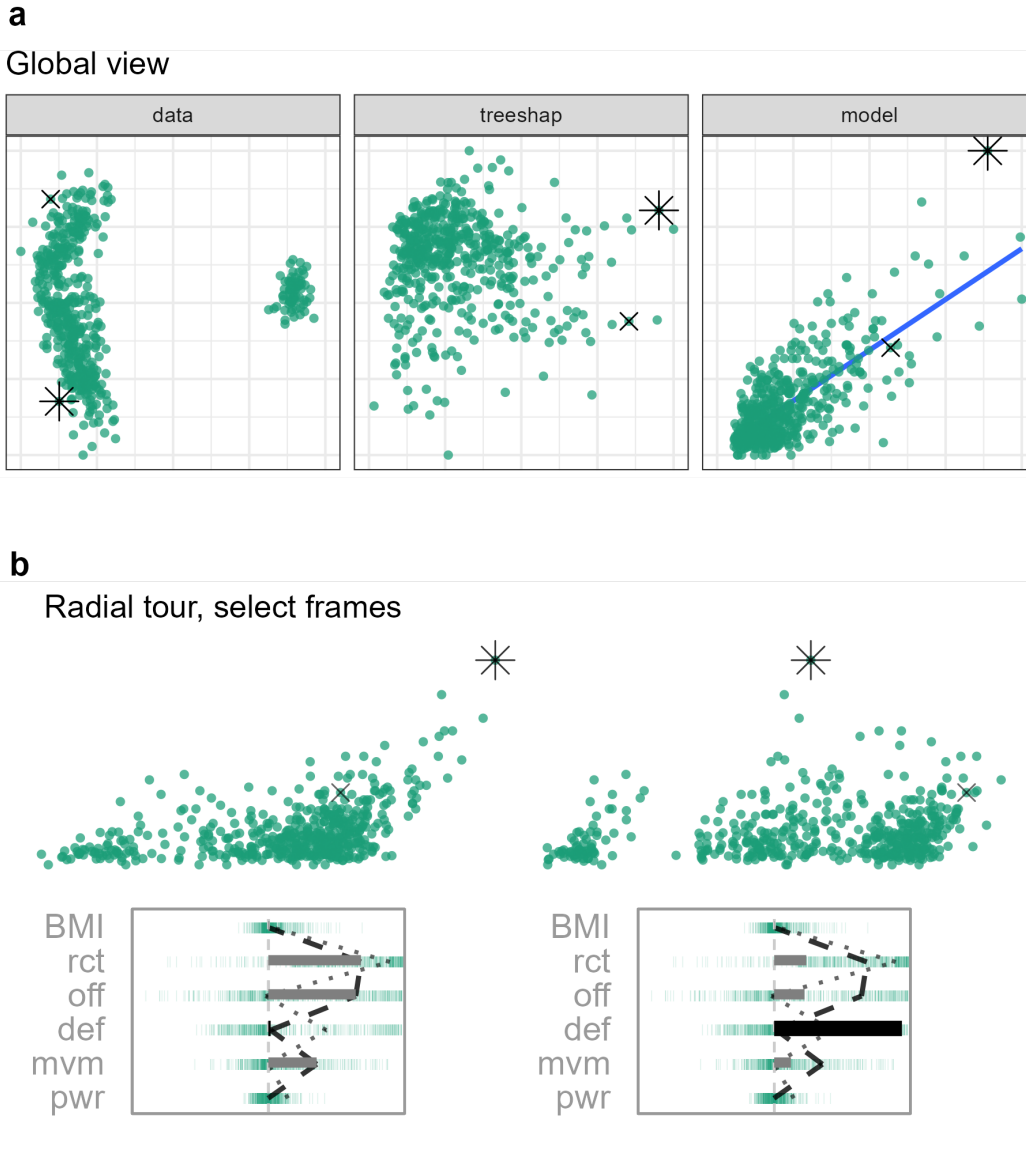 a
Global view
data treeshap model
b
Radial tour, select frames
BMI BMI
rct rct
off off
def def
mvm mvm
pwr pwr